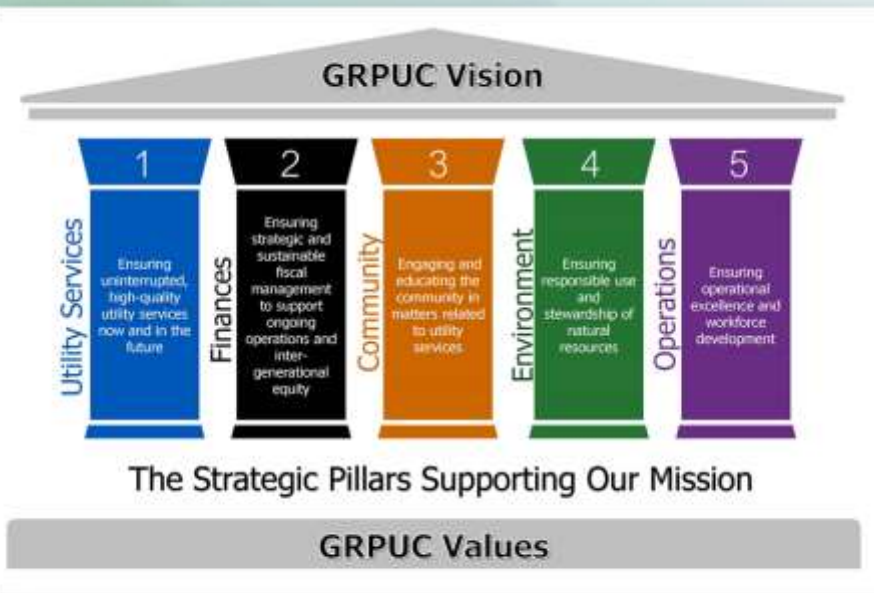 GRPUC Vision
1
Utility Services
Ensuring
uninterrupted,
high-quality
utility services
now and in the
future
2
Finances
Ensuring
strategic and
sustainable
fiscal
management
to support
ongoing
operations and
inter-
generational
equity
3
Community
Engaging and
educating the
community in
matters related
to utility
services
4
Environment
Ensuring
responsible use
and
stewardship of
natural
resources
5
Operations
Ensuring
operational
excellence and
workforce
development
The Strategic Pillars Supporting Our Mission
GRPUC Values